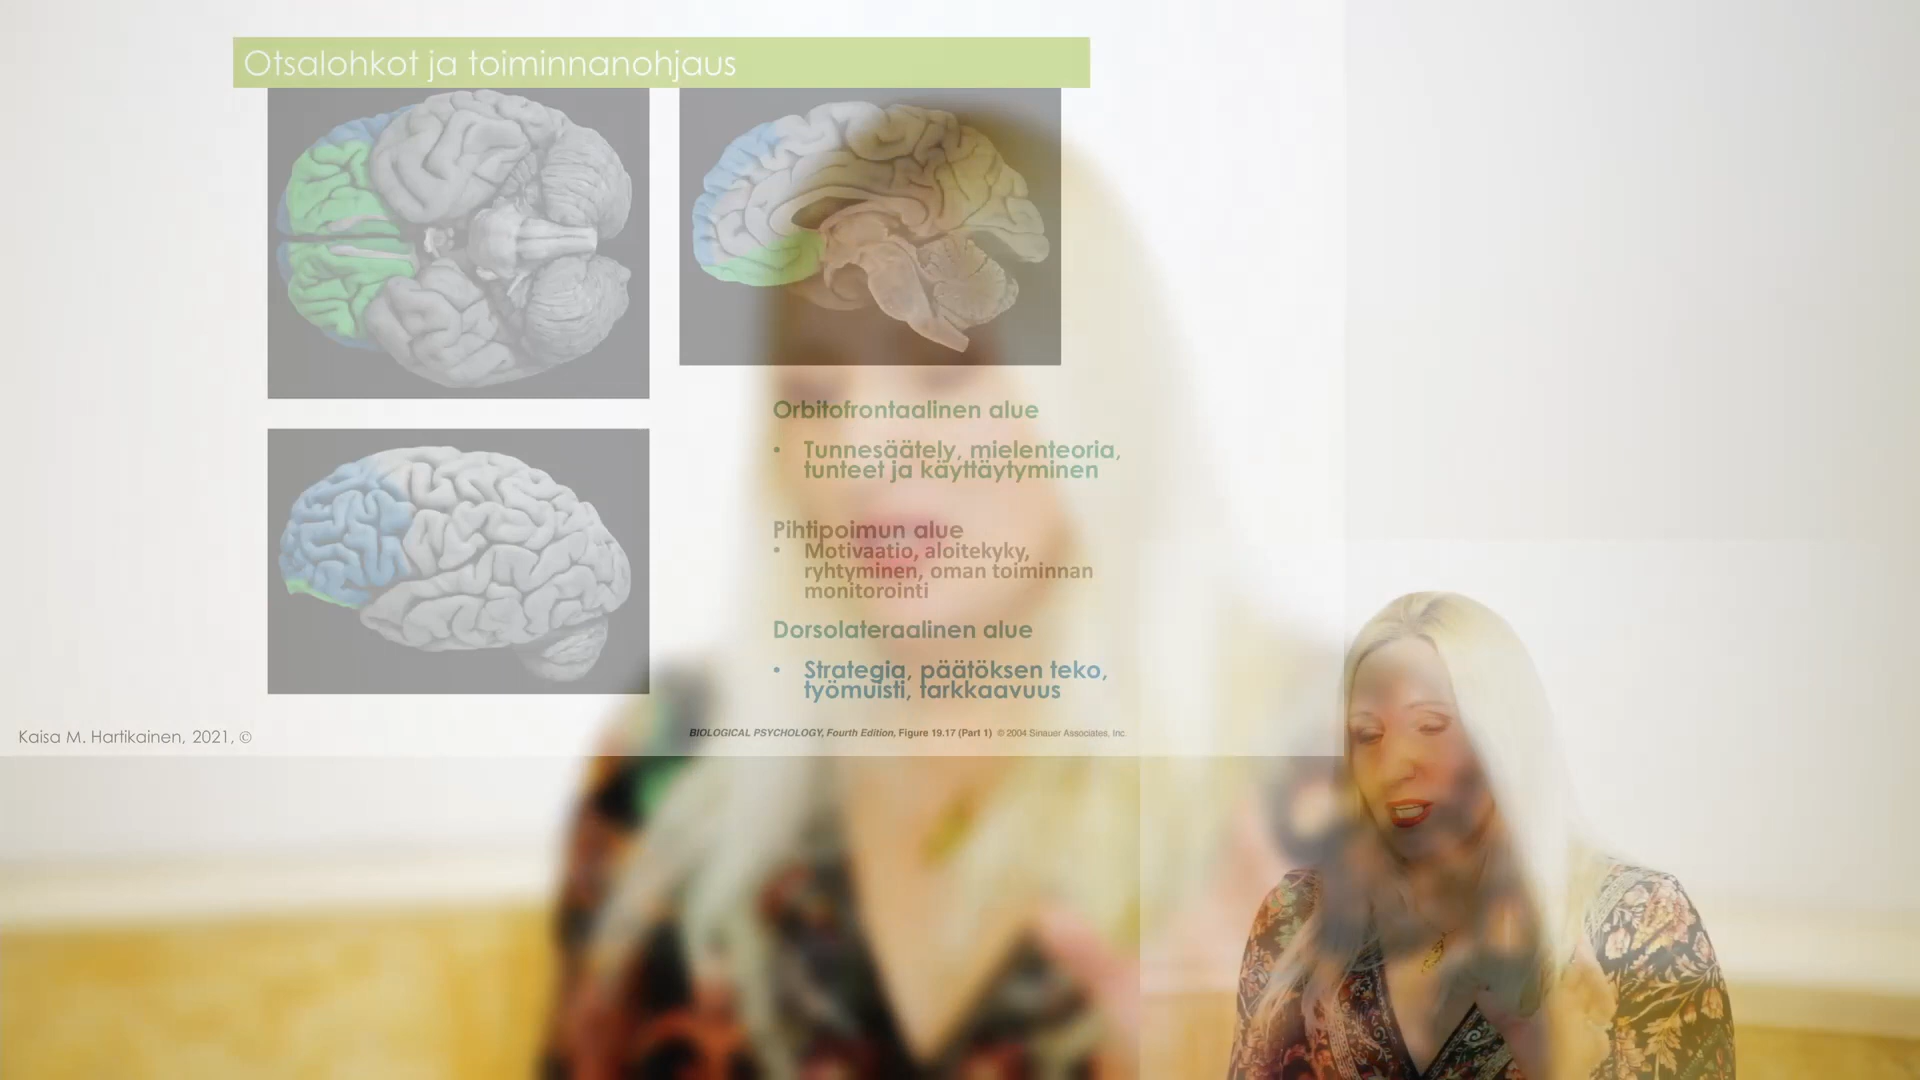 Otsalohkot ja toiminnanohjaus
Orbitofrontaalinen alue
• Tunnesäätely, mielenteoria,
tunteet ja käyttäytyminen
Pihtipoimun alue
• Motivaatio, aloitekyky,
ryhtyminen, oman toiminnan
monitorointi
Dorsolateraalinen alue
• Strategia, päätöksen teko,
työmuisti, tarkkaavuus
Kaisa M. Hartikainen, 2021, ©
BIOLOGICAL PSYCHOLOGY, Fourth Edition, Figure 19.17 (Part 1) © 2004 Sinauer Associates, Inc